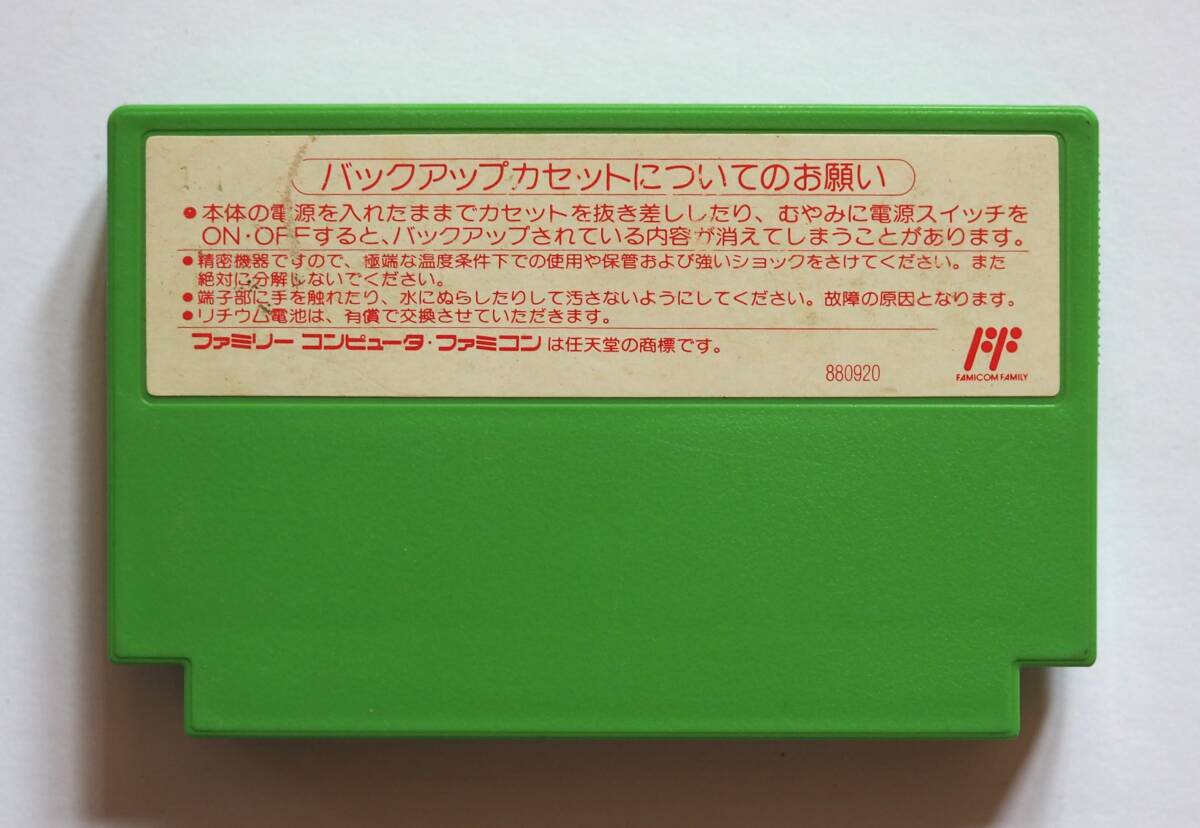 バックアップカセットについてのお願い
●本体の電源を入れたままでカセットを抜き差ししたり、むやみに電源スイッチを
ON・OFFすると、バックアップされている内容が消えてしまうことがあります。
●精密機器ですので、極端な温度条件下での使用や保管および強いショックをさけてください。また
絶対に分解しないでください。
●端子部に手を触れたり、水にぬらしたりして汚さないようにしてください。故障の原因となります。
●リチウム電池は、有償で交換させていただきます。
ファミリー コンピュータ・ファミコン は任天堂の商標です。
880920
FAMICOM FAMILY